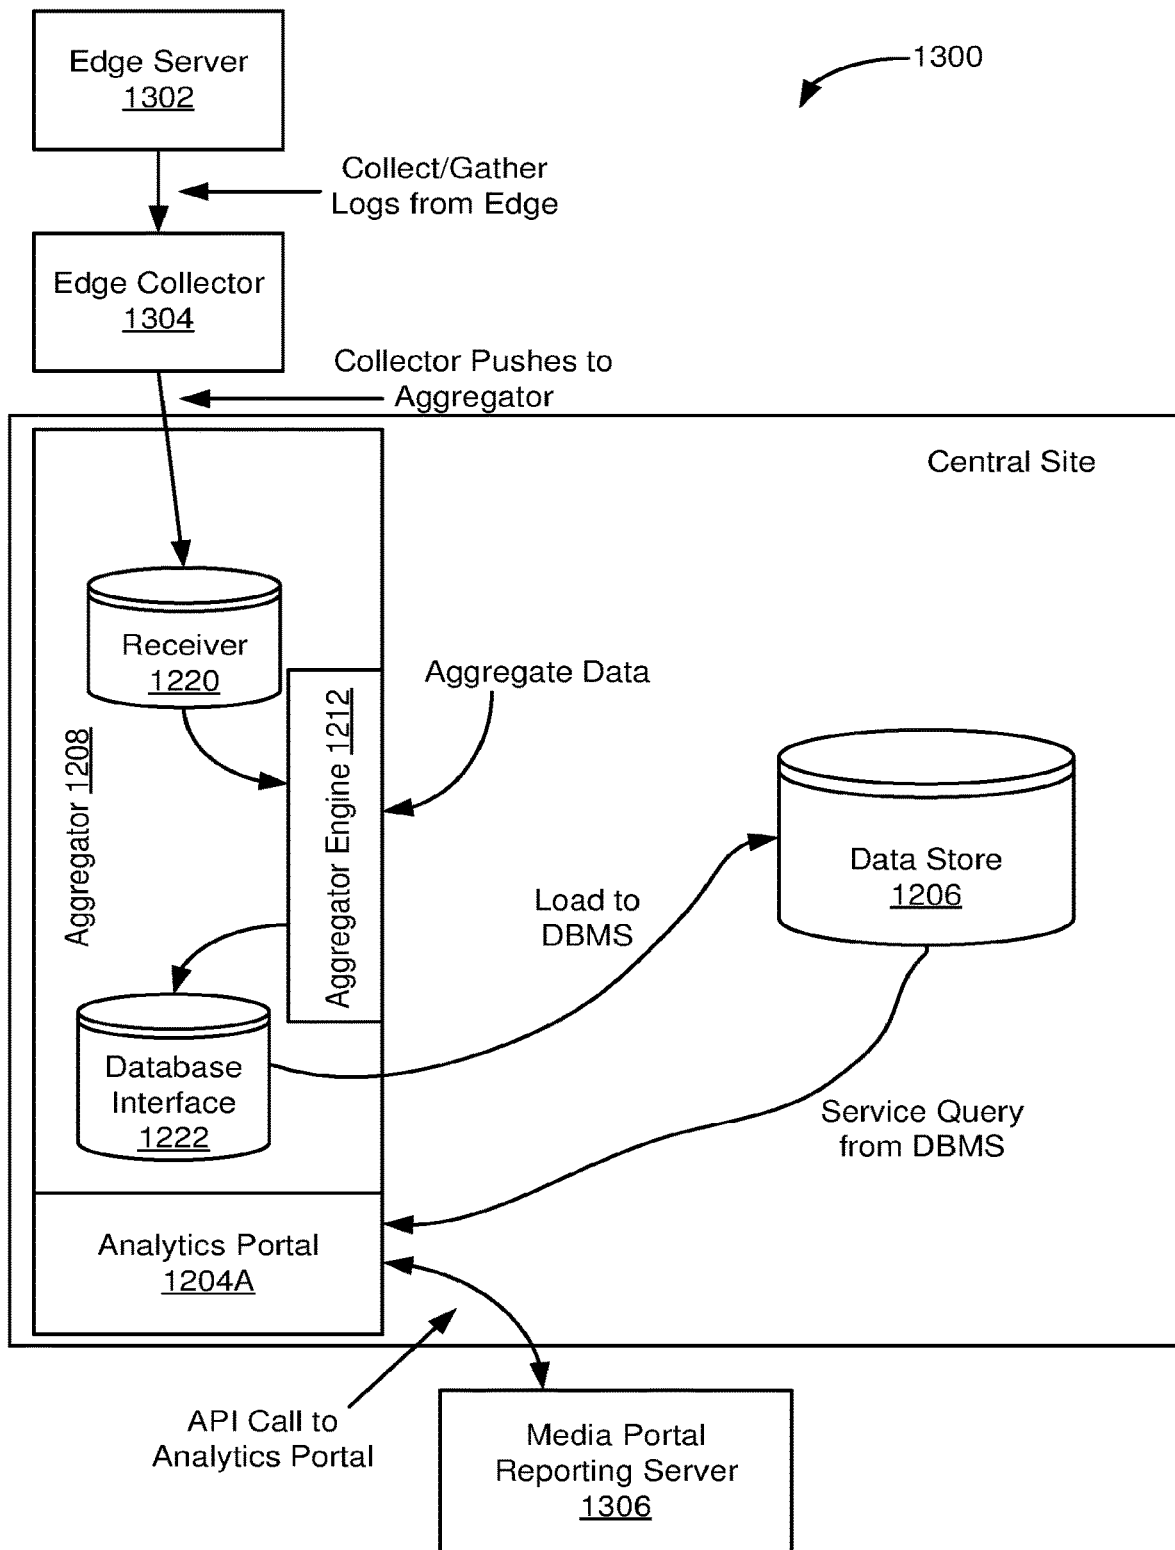 Edge Server
1302
1300
Collect/Gather
Logs from Edge
Edge Collector
1304
Collector Pushes to
Aggregator
Central Site
Receiver
1220
Aggregate Data
Aggregator 1208
Aggregator Engine 1212
Data Store
1206
Load to
DBMS
Database
Interface
1222
Service Query
from DBMS
Analytics Portal
1204A
API Call to
Analytics Portal
Media Portal
Reporting Server
1306